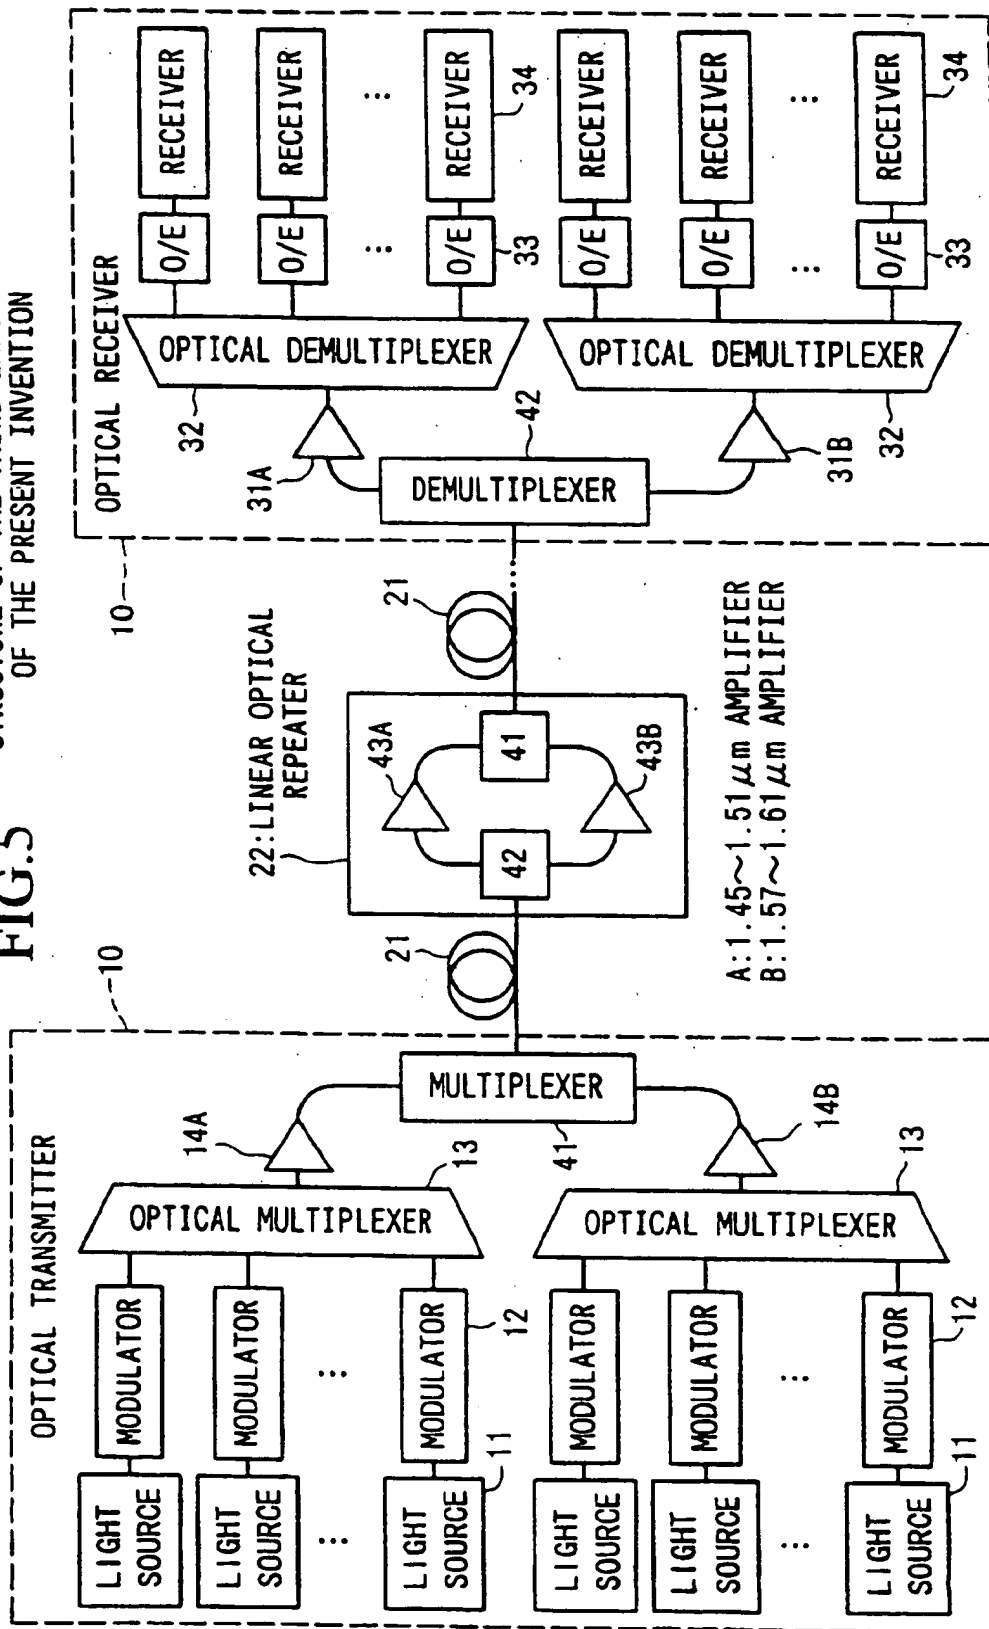 FIG.5
OF THE PRESENT INVENTION
OPTICAL TRANSMITTER
10
LIGHT SOURCE
MODULATOR
LIGHT SOURCE
MODULATOR
...
...
LIGHT SOURCE
11
MODULATOR
12
OPTICAL MULTIPLEXER
13
14A
LIGHT SOURCE
MODULATOR
LIGHT SOURCE
MODULATOR
...
...
LIGHT SOURCE
11
MODULATOR
12
OPTICAL MULTIPLEXER
13
14B
MULTIPLEXER
41
21
22:LINEAR OPTICAL
REPEATER
42
43A
43B
41
21
...
A:1.45~1.51μm AMPLIFIER
B:1.57~1.61μm AMPLIFIER
10
OPTICAL RECEIVER
DEMULTIPLEXER
42
31A
OPTICAL DEMULTIPLEXER
32
O/E
RECEIVER
O/E
RECEIVER
...
...
O/E
33
RECEIVER
34
31B
OPTICAL DEMULTIPLEXER
32
O/E
RECEIVER
O/E
RECEIVER
...
...
O/E
33
RECEIVER
34